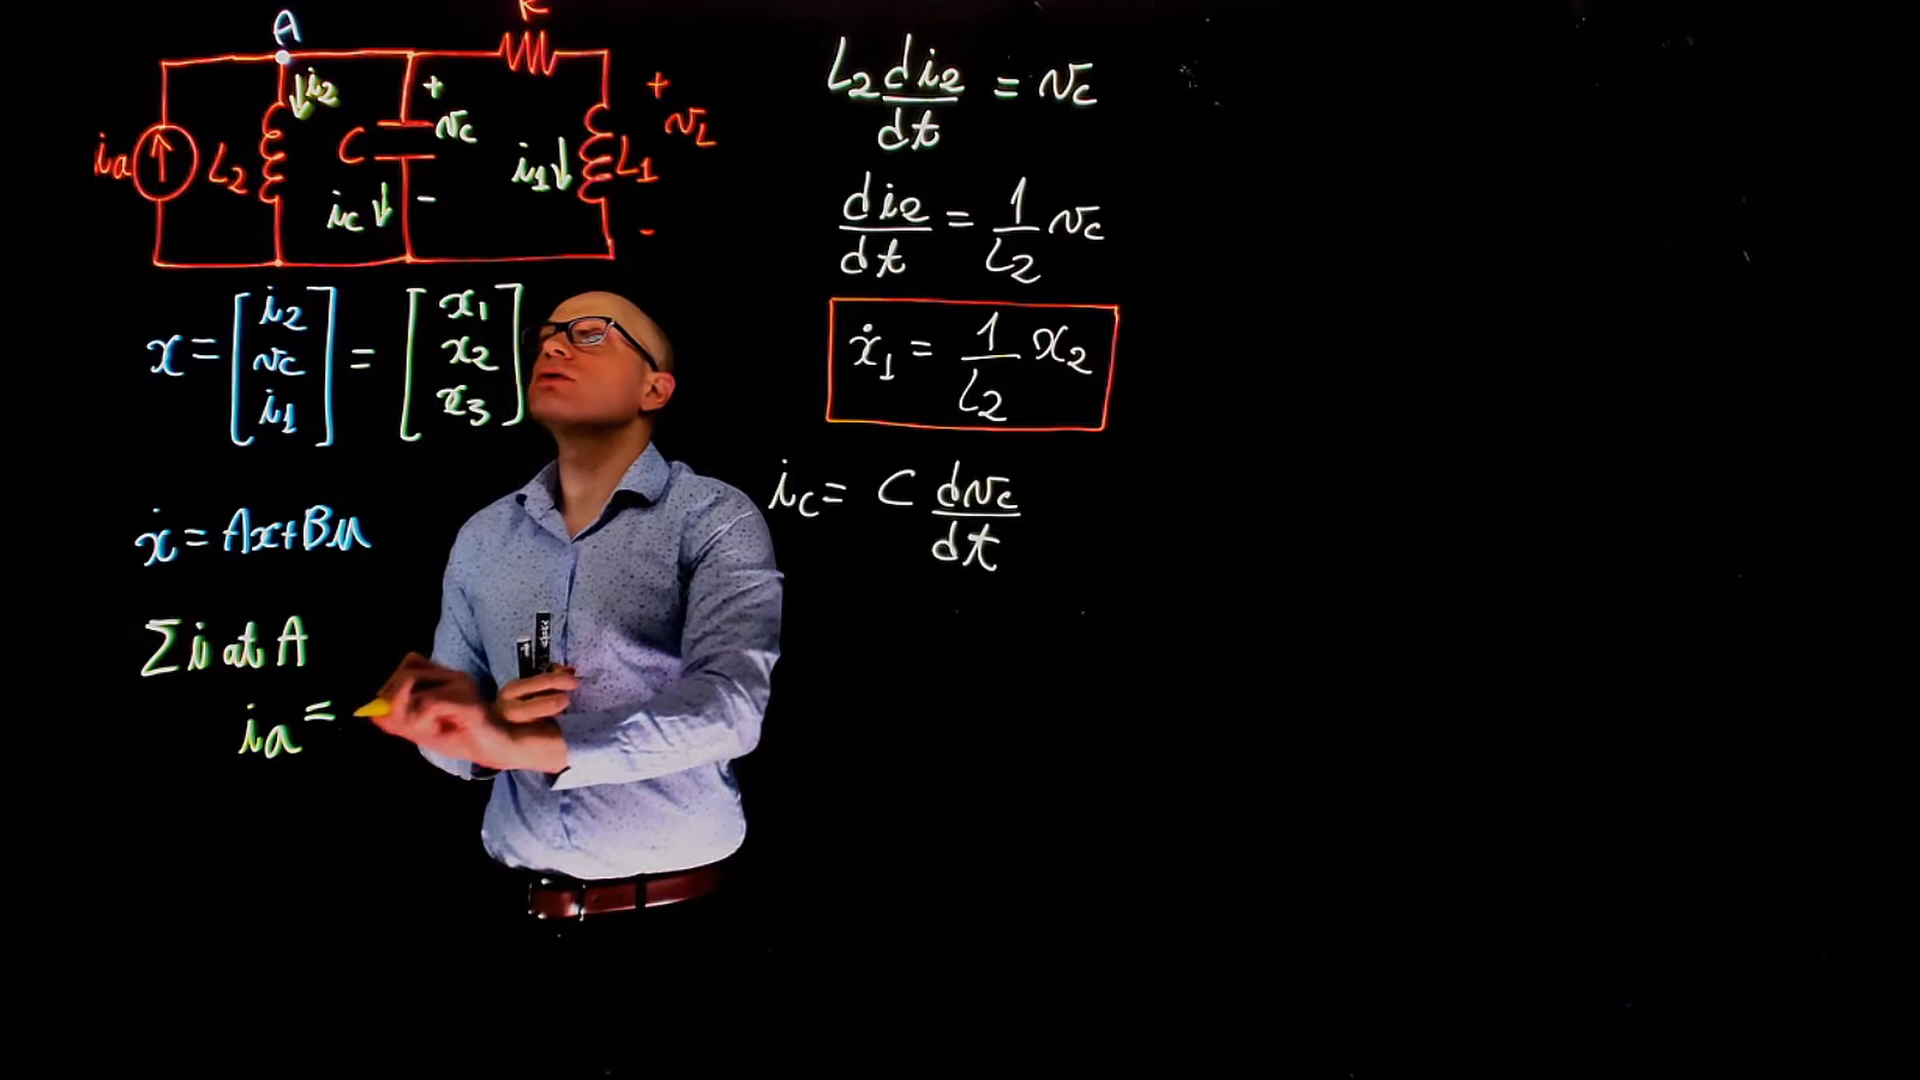 A
R
i2
+
+
ia
L2
C
vc
i1
L1
vL
ic
-
-
x = [i2 vc i1] = [x1 x2 x3]
ẋ = Ax+Bu
Σi at A
ia =
L2 di2/dt = vc
di2/dt = 1/L2 vc
ẋ1 = 1/L2 x2
ic = C dvc/dt